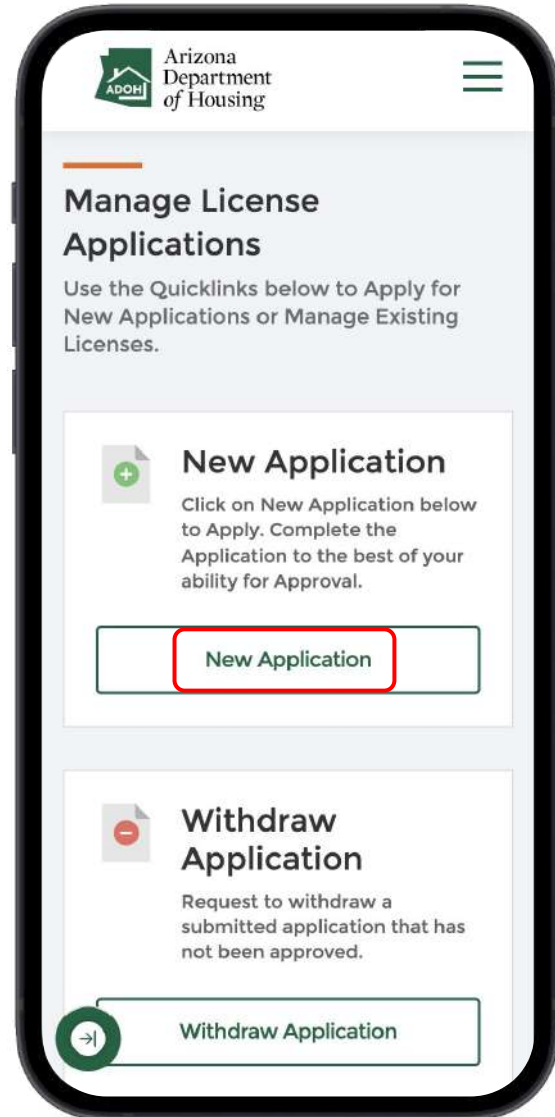 ADOH
Arizona
Department
of Housing
Manage License
Applications
Use the Quicklinks below to Apply for
New Applications or Manage Existing
Licenses.
New Application
Click on New Application below
to Apply. Complete the
Application to the best of your
ability for Approval.
New Application
Withdraw
Application
Request to withdraw a
submitted application that has
not been approved.
Withdraw Application